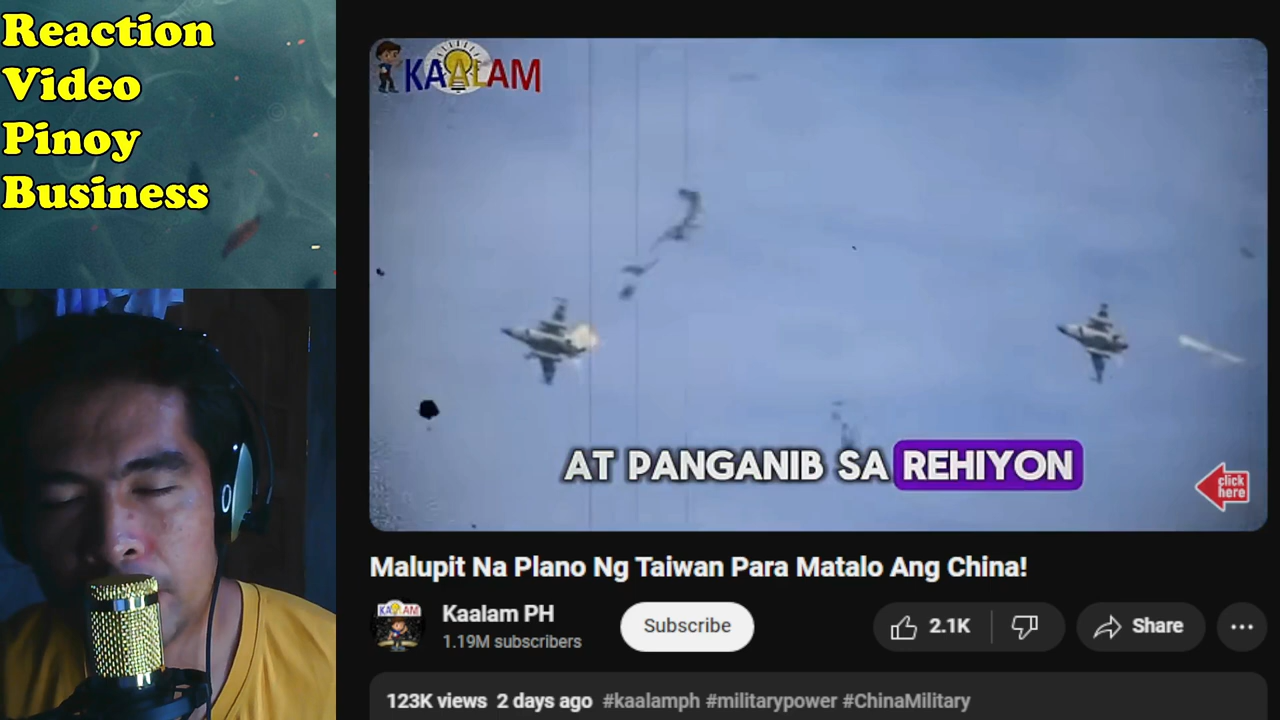 Reaction
Video
Pinoy
Business
KAALAM
AT PANGANIB SA REHIYON
click
here
Malupit Na Plano Ng Taiwan Para Matalo Ang China!
KAALAM
Kaalam PH
1.19M subscribers
Subscribe
2.1K
Share
123K views 2 days ago #kaalamph #militarypower #ChinaMilitary